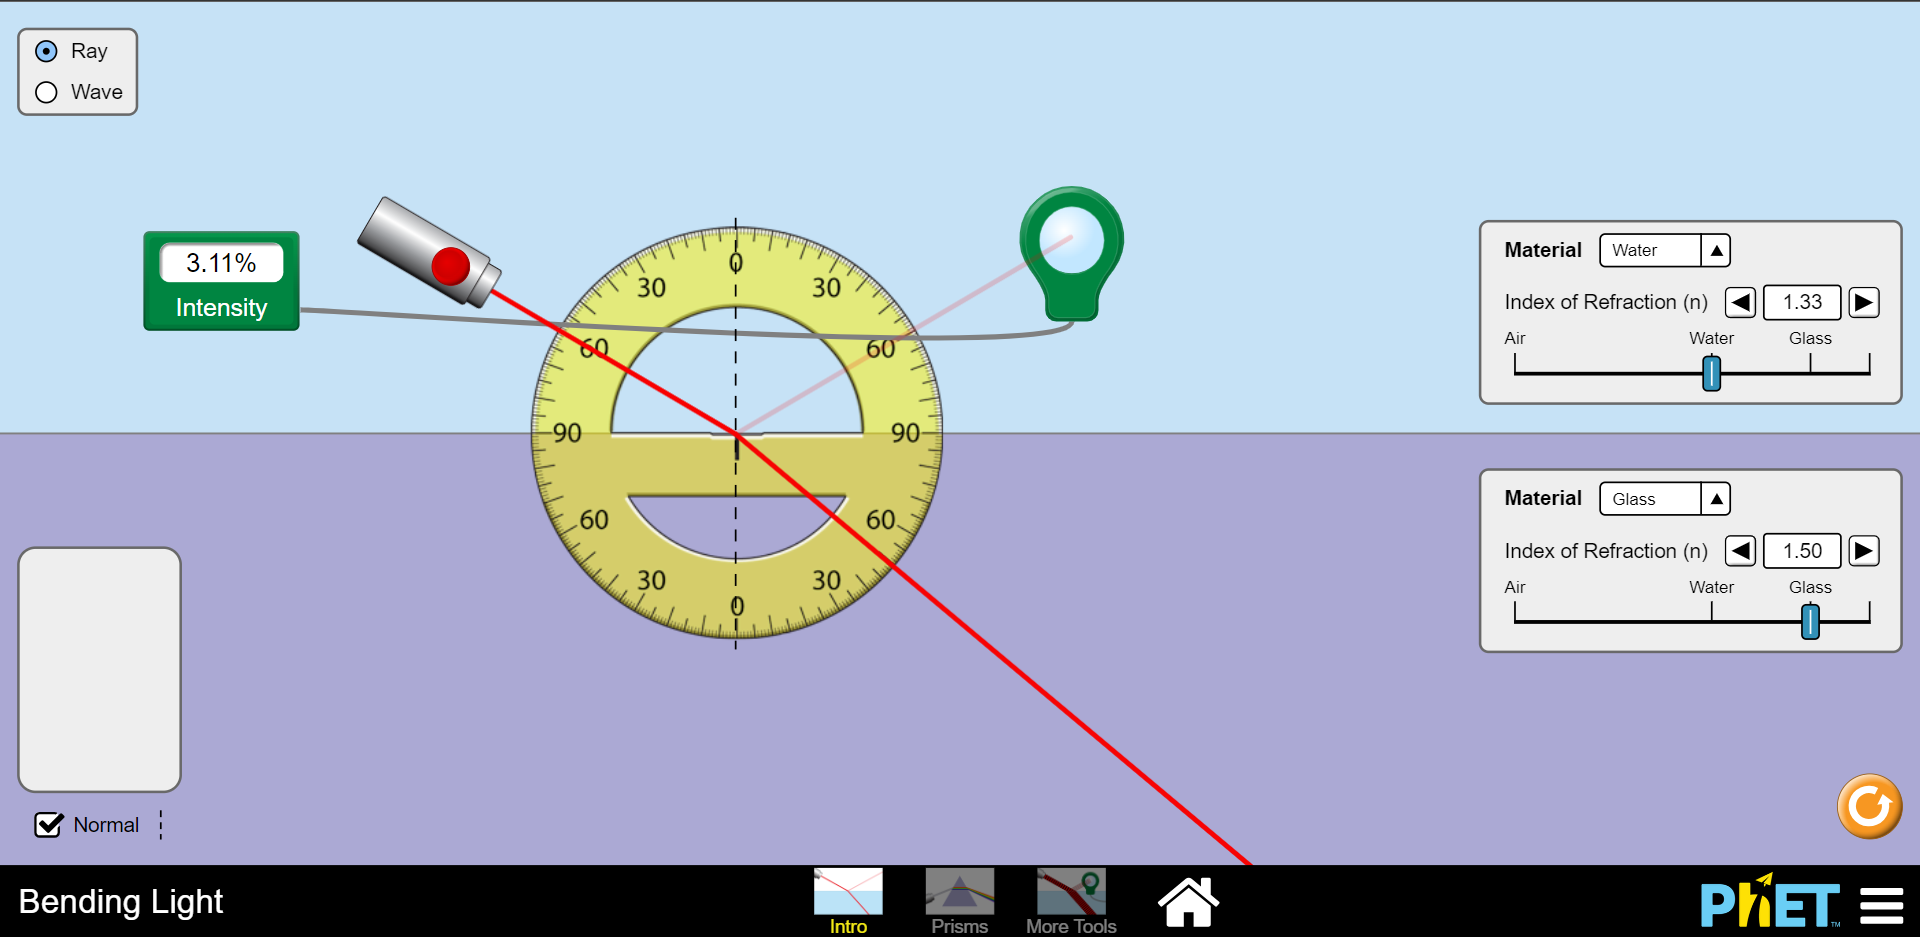 Ray
Wave
3.11%
Intensity
0
30 30
60 60
90 90
60 60
30 30
0
Material Water
Index of Refraction (n) 1.33
Air Water Glass
Material Glass
Index of Refraction (n) 1.50
Air Water Glass
Normal
Bending Light
Intro
Prisms
More Tools
PhET
TM